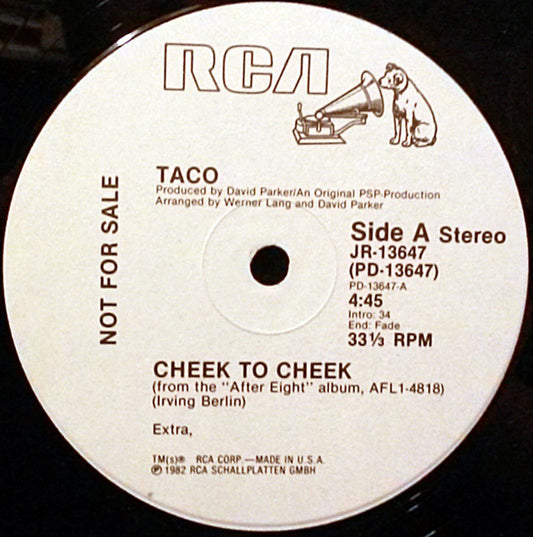 RCA
TACO
Produced by David Parker/An Original PSP-Production
Arranged by Werner Lang and David Parker
NOT FOR SALE
Side A Stereo
JR-13647
(PD-13647)
PD-13647-A
4:45
Intro: 34
End: Fade
33⅓ RPM
CHEEK TO CHEEK
(from the "After Eight" album, AFL1-4818)
(Irving Berlin)
Extra,
TM(s)® RCA CORP.—MADE IN U.S.A.
℗ 1982 RCA SCHALLPLATTEN GMBH